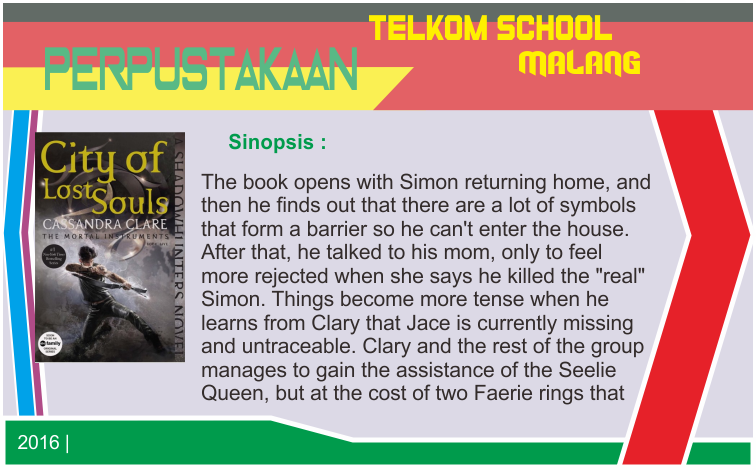 TELKOM SCHOOL
MALANG
PERPUSTAKAAN
Sinopsis :
City of
Lost Souls
CASSANDRA CLARE
THE MORTAL INSTRUMENTS
A SHADOWHUNTERS NOVEL
The book opens with Simon returning home, and
then he finds out that there are a lot of symbols
that form a barrier so he can't enter the house.
After that, he talked to his mom, only to feel
more rejected when she says he killed the "real"
Simon. Things become more tense when he
learns from Clary that Jace is currently missing
and untraceable. Clary and the rest of the group
manages to gain the assistance of the Seelie
Queen, but at the cost of two Faerie rings that
2016 |